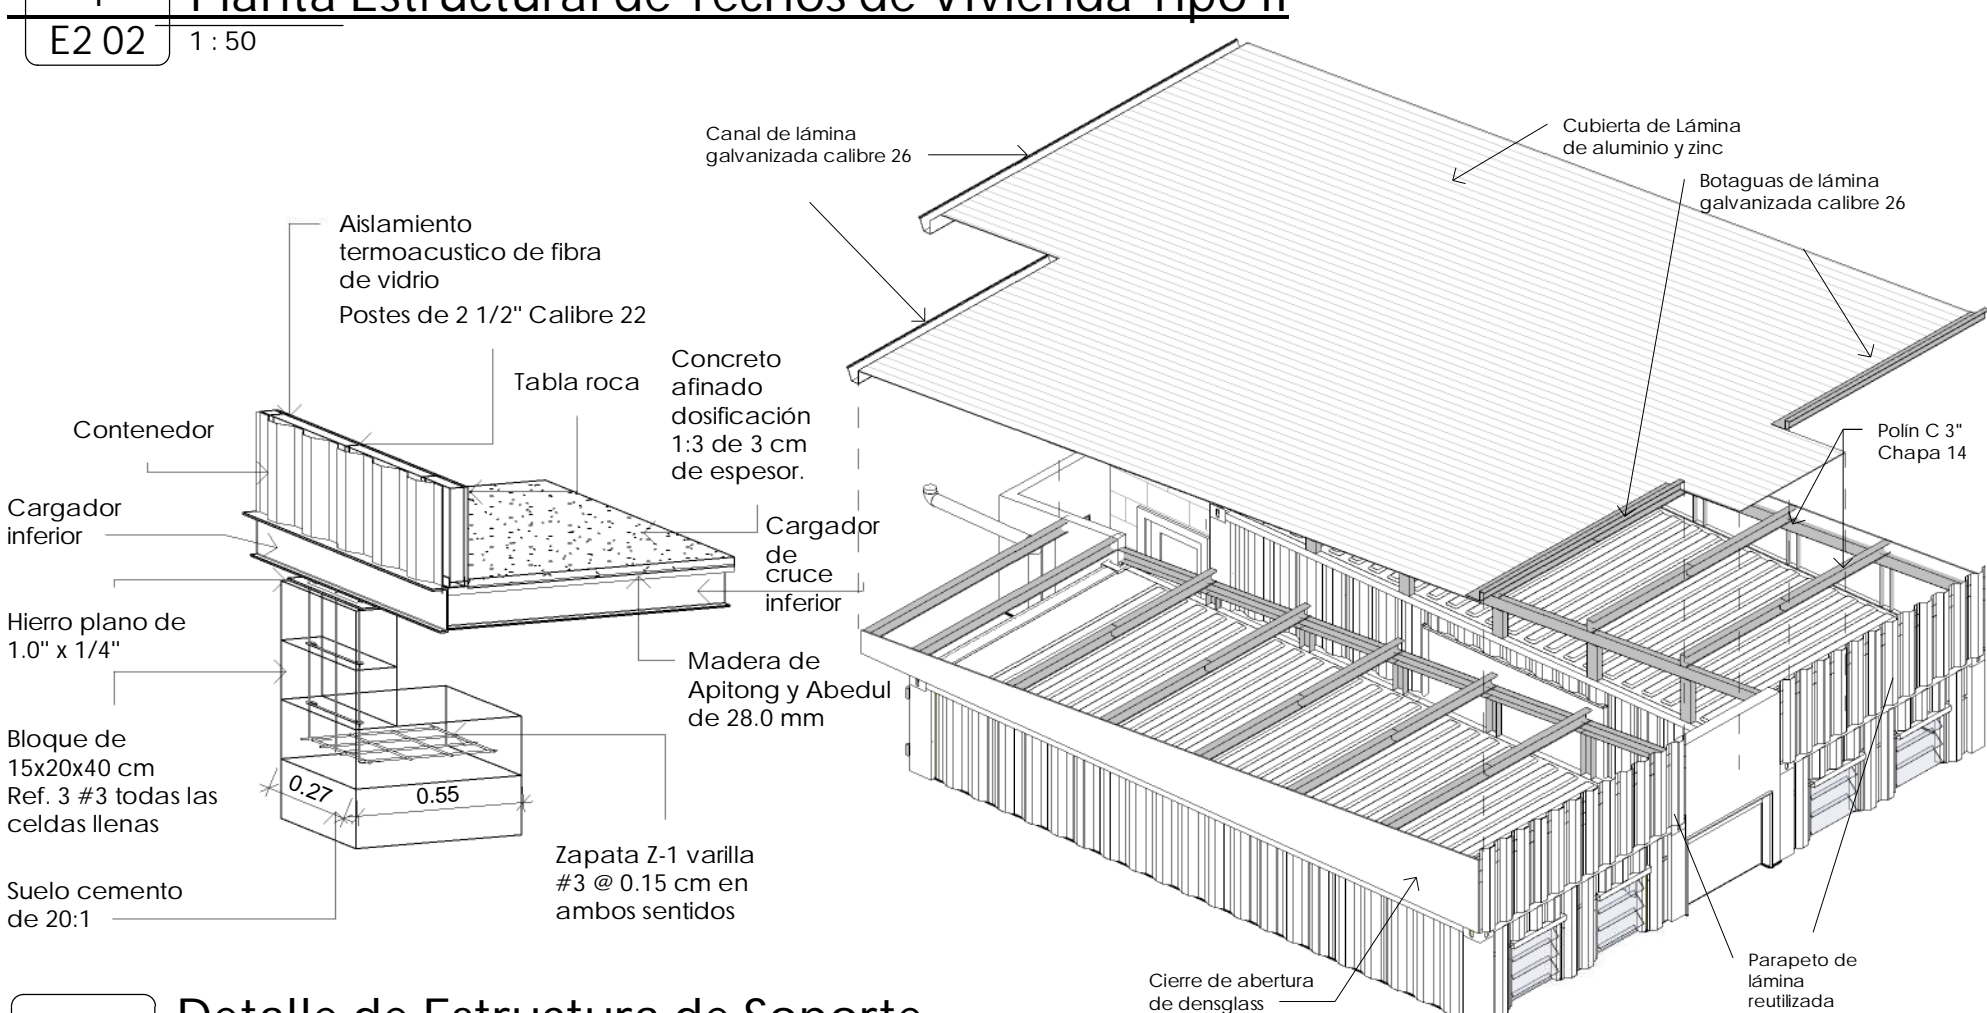 Planta Estructural de Techos de Vivienda Tipo II
E2 02
1 : 50
Canal de lámina
galvanizada calibre 26
Cubierta de Lámina
de aluminio y zinc
Botaguas de lámina
galvanizada calibre 26
Aislamiento
termoacustico de fibra
de vidrio
Postes de 2 1/2" Calibre 22
Tabla roca
Concreto
afinado
dosificación
1:3 de 3 cm
de espesor.
Contenedor
Cargador
inferior
Cargador
de
cruce
inferior
Polín C 3"
Chapa 14
Hierro plano de
1.0" x 1/4"
Madera de
Apitong y Abedul
de 28.0 mm
Bloque de
15x20x40 cm
Ref. 3 #3 todas las
celdas llenas
0.27
0.55
Zapata Z-1 varilla
#3 @ 0.15 cm en
ambos sentidos
Suelo cemento
de 20:1
Cierre de abertura
de densglass
Parapeto de
lámina
reutilizada
Detalle de Estructura de Soporte